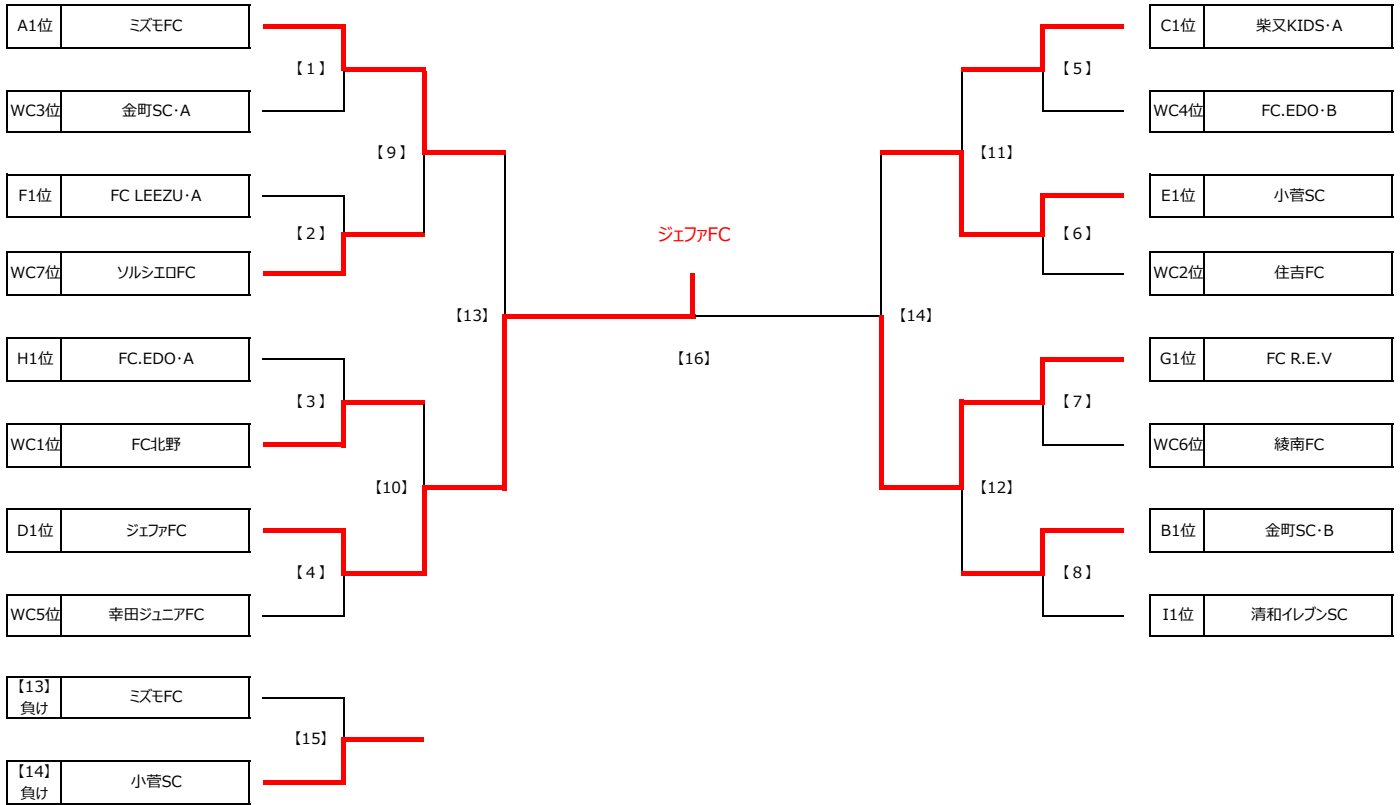 A1位 ミズモFC
【1】
WC3位 金町SC・A
【9】
F1位 FC LEEZU・A
【2】
WC7位 ソルシエロFC
【13】
H1位 FC.EDO・A
【3】
WC1位 FC北野
【10】
D1位 ジェファFC
【4】
WC5位 幸田ジュニアFC
ジェファFC
【16】
C1位 柴又KIDS・A
【5】
WC4位 FC.EDO・B
【11】
E1位 小菅SC
【6】
WC2位 住吉FC
【14】
G1位 FC R.E.V
【7】
WC6位 綾南FC
【12】
B1位 金町SC・B
【8】
I1位 清和イレブンSC
【13】
負け
ミズモFC
【15】
【14】
負け
小菅SC